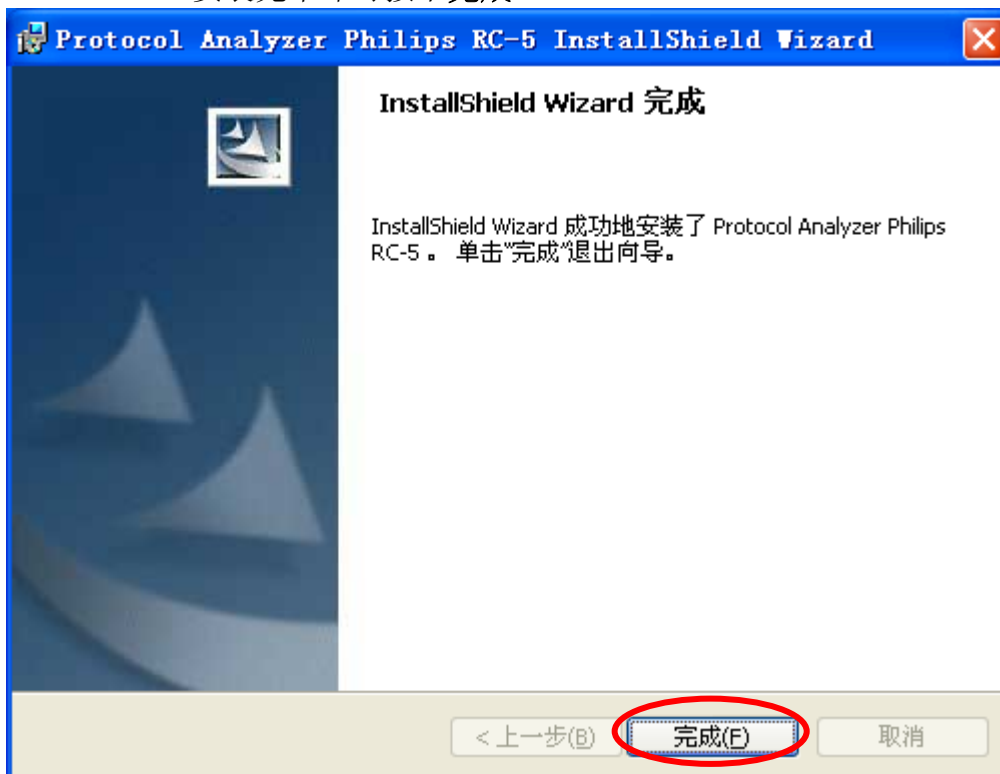 Protocol Analyzer Philips RC-5 InstallShield Wizard
InstallShield Wizard 完成
InstallShield Wizard 成功地安装了 Protocol Analyzer Philips
RC-5 。 单击“完成”退出向导。
< 上一步(B)
完成(F)
取消